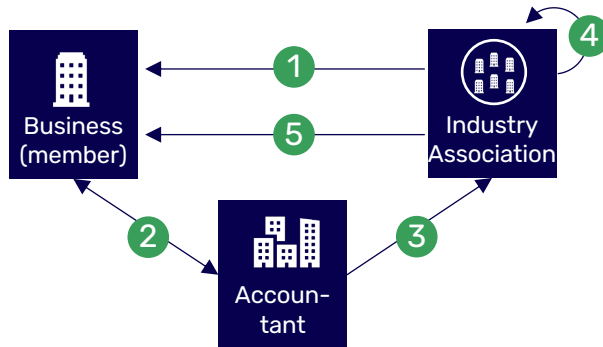 4
1
Business
(member)
Industry
Association
5
2
3
Accoun-
tant